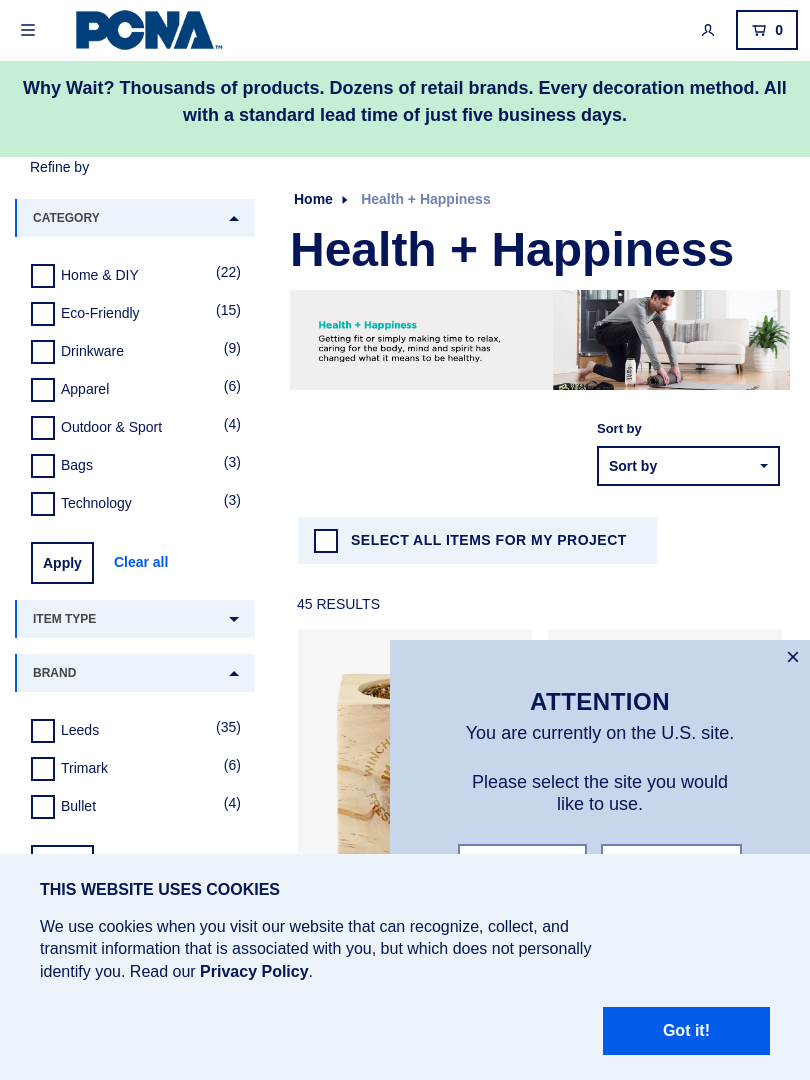 PCNA™
0
Why Wait? Thousands of products. Dozens of retail brands. Every decoration method. All
with a standard lead time of just five business days.
Refine by
CATEGORY
Home & DIY (22)
Eco-Friendly (15)
Drinkware (9)
Apparel (6)
Outdoor & Sport (4)
Bags (3)
Technology (3)
Apply Clear all
ITEM TYPE
BRAND
Leeds (35)
Trimark (6)
Bullet (4)
Home Health + Happiness
Health + Happiness
Health + Happiness
Getting fit or simply making time to relax,
caring for the body, mind and spirit has
changed what it means to be healthy.
Sort by
Sort by
SELECT ALL ITEMS FOR MY PROJECT
45 RESULTS
ATTENTION
You are currently on the U.S. site.
Please select the site you would
like to use.
THIS WEBSITE USES COOKIES
We use cookies when you visit our website that can recognize, collect, and
transmit information that is associated with you, but which does not personally
identify you. Read our Privacy Policy.
Got it!